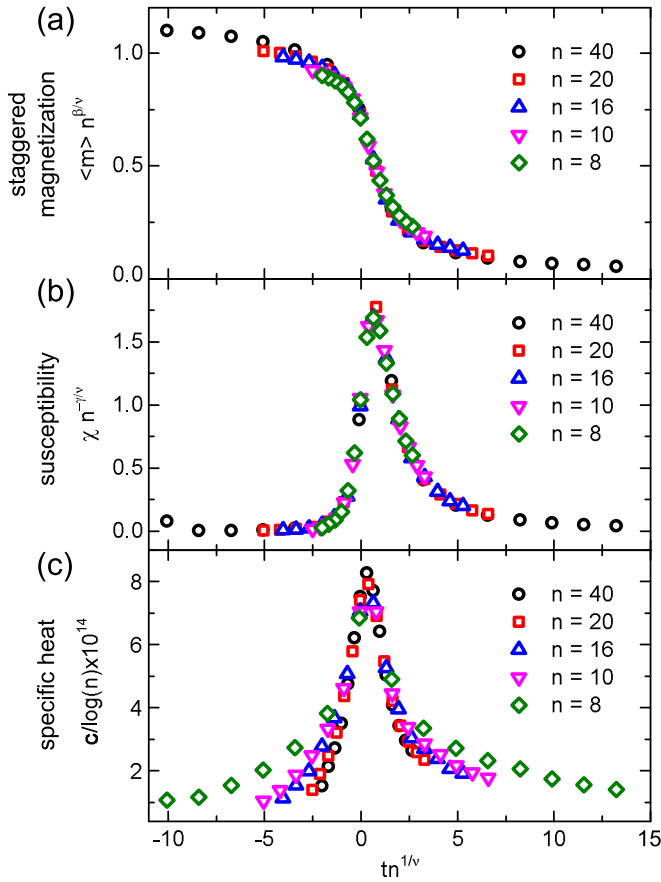 (a)
staggered
magnetization
<m> n^{β/ν}
1.0
0.5
0.0
n = 40
n = 20
n = 16
n = 10
n = 8
(b)
susceptibility
χ n^{-γ/ν}
1.5
1.0
0.5
0.0
n = 40
n = 20
n = 16
n = 10
n = 8
(c)
specific heat
c/log(n)x10^{14}
8
6
4
2
n = 40
n = 20
n = 16
n = 10
n = 8
-10 -5 0 5 10 15
tn^{1/ν}